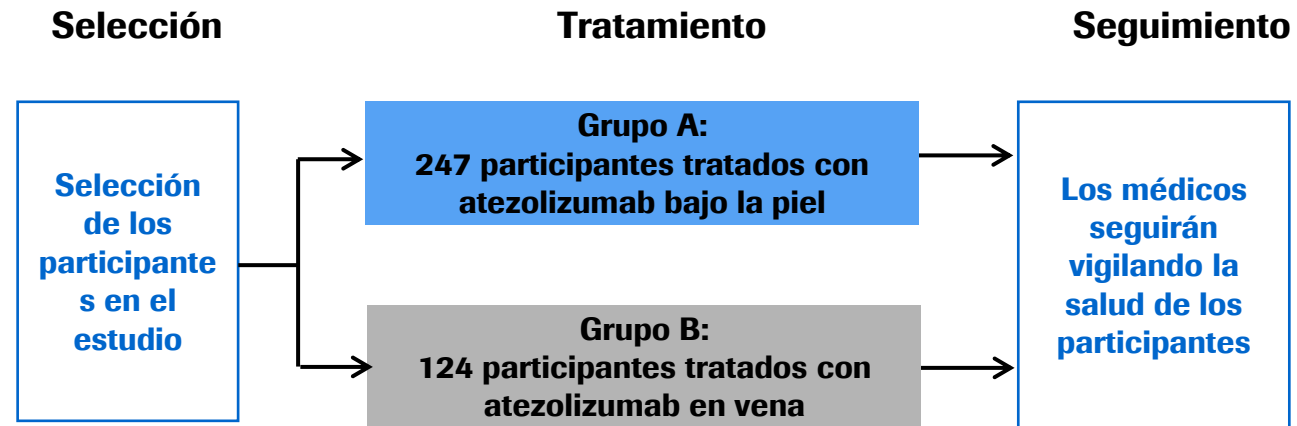 Selección
Tratamiento
Seguimiento
Selección
de los
participante
s en el
estudio
Grupo A:
247 participantes tratados con
atezolizumab bajo la piel
Grupo B:
124 participantes tratados con
atezolizumab en vena
Los médicos
seguirán
vigilando la
salud de los
participantes